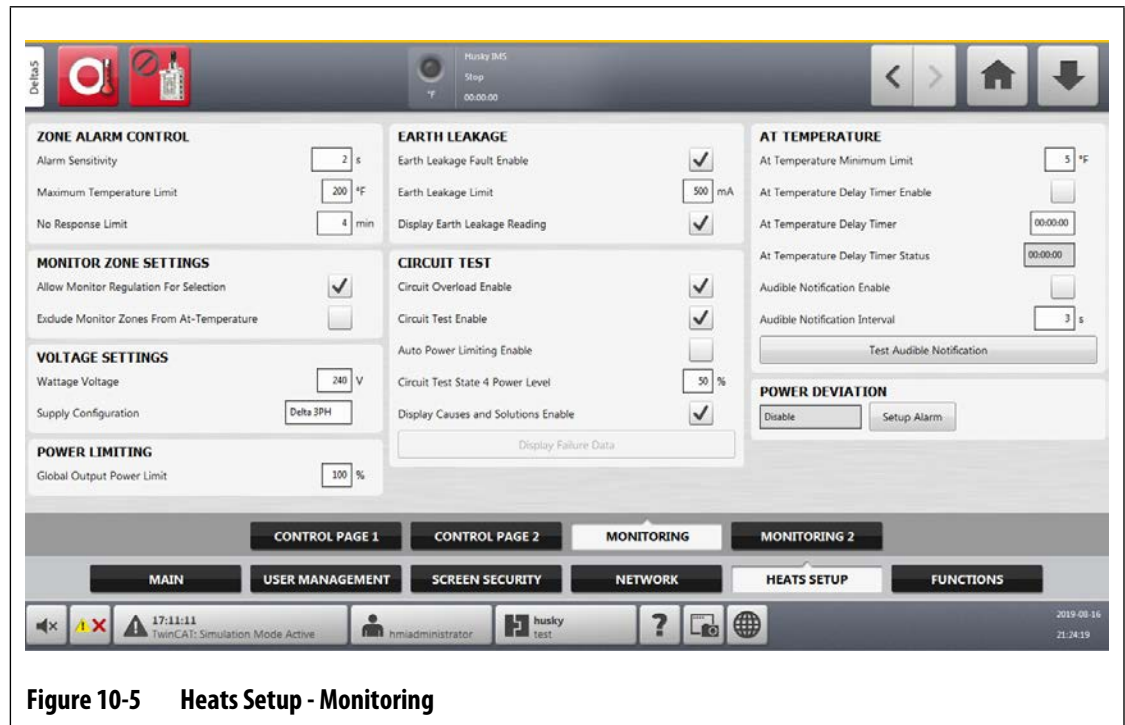 Delta5
Husky IMS
Stop
°F 00:00:00
ZONE ALARM CONTROL
Alarm Sensitivity 2 s
Maximum Temperature Limit 200 °F
No Response Limit 4 min
MONITOR ZONE SETTINGS
Allow Monitor Regulation For Selection
Exclude Monitor Zones From At-Temperature
VOLTAGE SETTINGS
Wattage Voltage 240 V
Supply Configuration Delta 3PH
POWER LIMITING
Global Output Power Limit 100 %
EARTH LEAKAGE
Earth Leakage Fault Enable
Earth Leakage Limit 500 mA
Display Earth Leakage Reading
CIRCUIT TEST
Circuit Overload Enable
Circuit Test Enable
Auto Power Limiting Enable
Circuit Test State 4 Power Level 50 %
Display Causes and Solutions Enable
Display Failure Data
AT TEMPERATURE
At Temperature Minimum Limit 5 °F
At Temperature Delay Timer Enable
At Temperature Delay Timer 00:00:00
At Temperature Delay Timer Status 00:00:00
Audible Notification Enable
Audible Notification Interval 3 s
Test Audible Notification
POWER DEVIATION
Disable Setup Alarm
CONTROL PAGE 1 CONTROL PAGE 2 MONITORING MONITORING 2
MAIN USER MANAGEMENT SCREEN SECURITY NETWORK HEATS SETUP FUNCTIONS
17:11:11
TwinCAT: Simulation Mode Active
hmiadministrator
husky
test
?
2019-08-16
21:24:19
Figure 10-5 Heats Setup - Monitoring